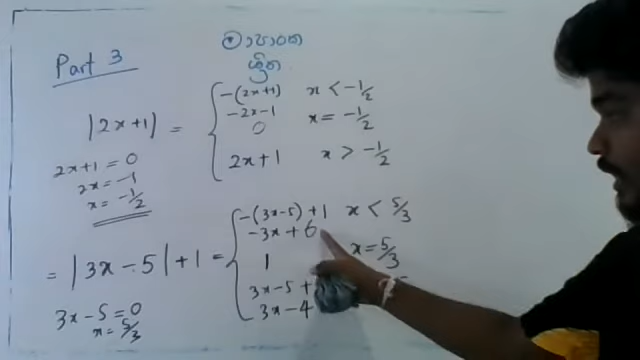 Part 3
මාපාංක
ශ්‍රිත
|2x+1| =
-(2x+1) x < -1/2
-2x-1
0 x = -1/2
2x+1 x > -1/2
2x+1 = 0
2x = -1
x = -1/2
= |3x-5|+1 =
-(3x-5)+1 x < 5/3
-3x+6
1 x = 5/3
3x-5+
3x-4
3x-5=0
x = 5/3